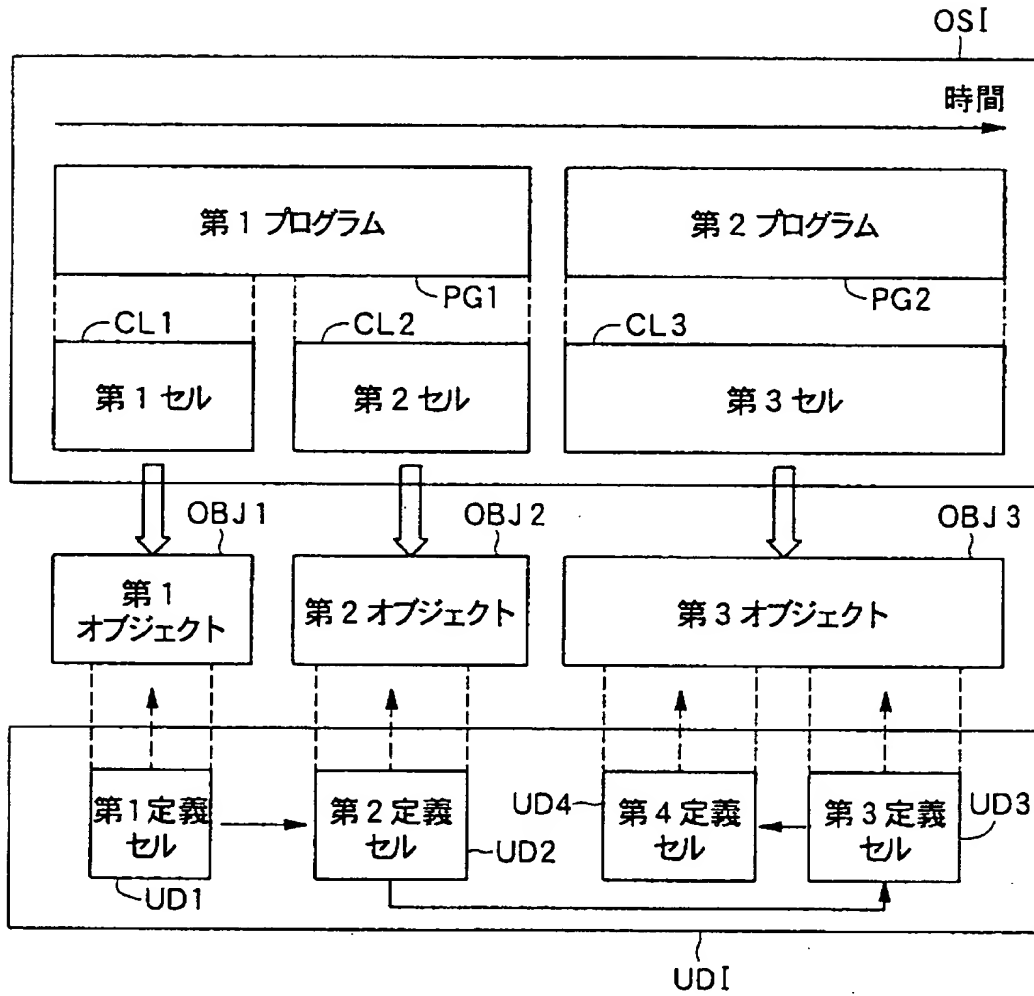 OSI
時間
第1プログラム
第2プログラム
PG1
PG2
CL1
CL2
CL3
第1セル
第2セル
第3セル
OBJ1
OBJ2
OBJ3
第1
オブジェクト
第2オブジェクト
第3オブジェクト
第1定義
セル
第2定義
セル
UD4
第4定義
セル
第3定義
セル
UD3
UD2
UD1
UDI